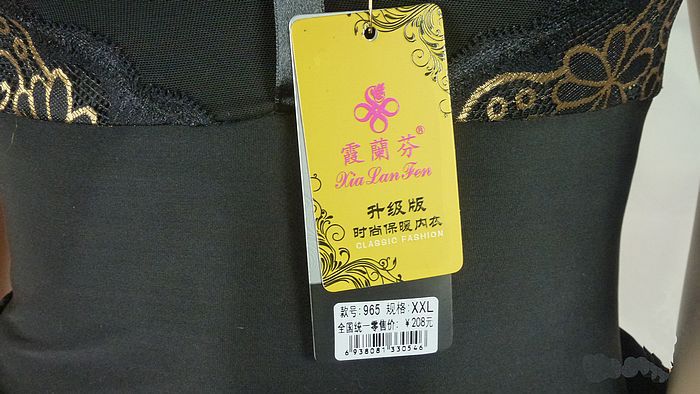 霞蘭芬®
Xia Lan Fen
升级版
时尚保暖内衣
CLASSIC FASHION
款号:965 规格:XXL
全国统一零售价:¥208元
6938081330546